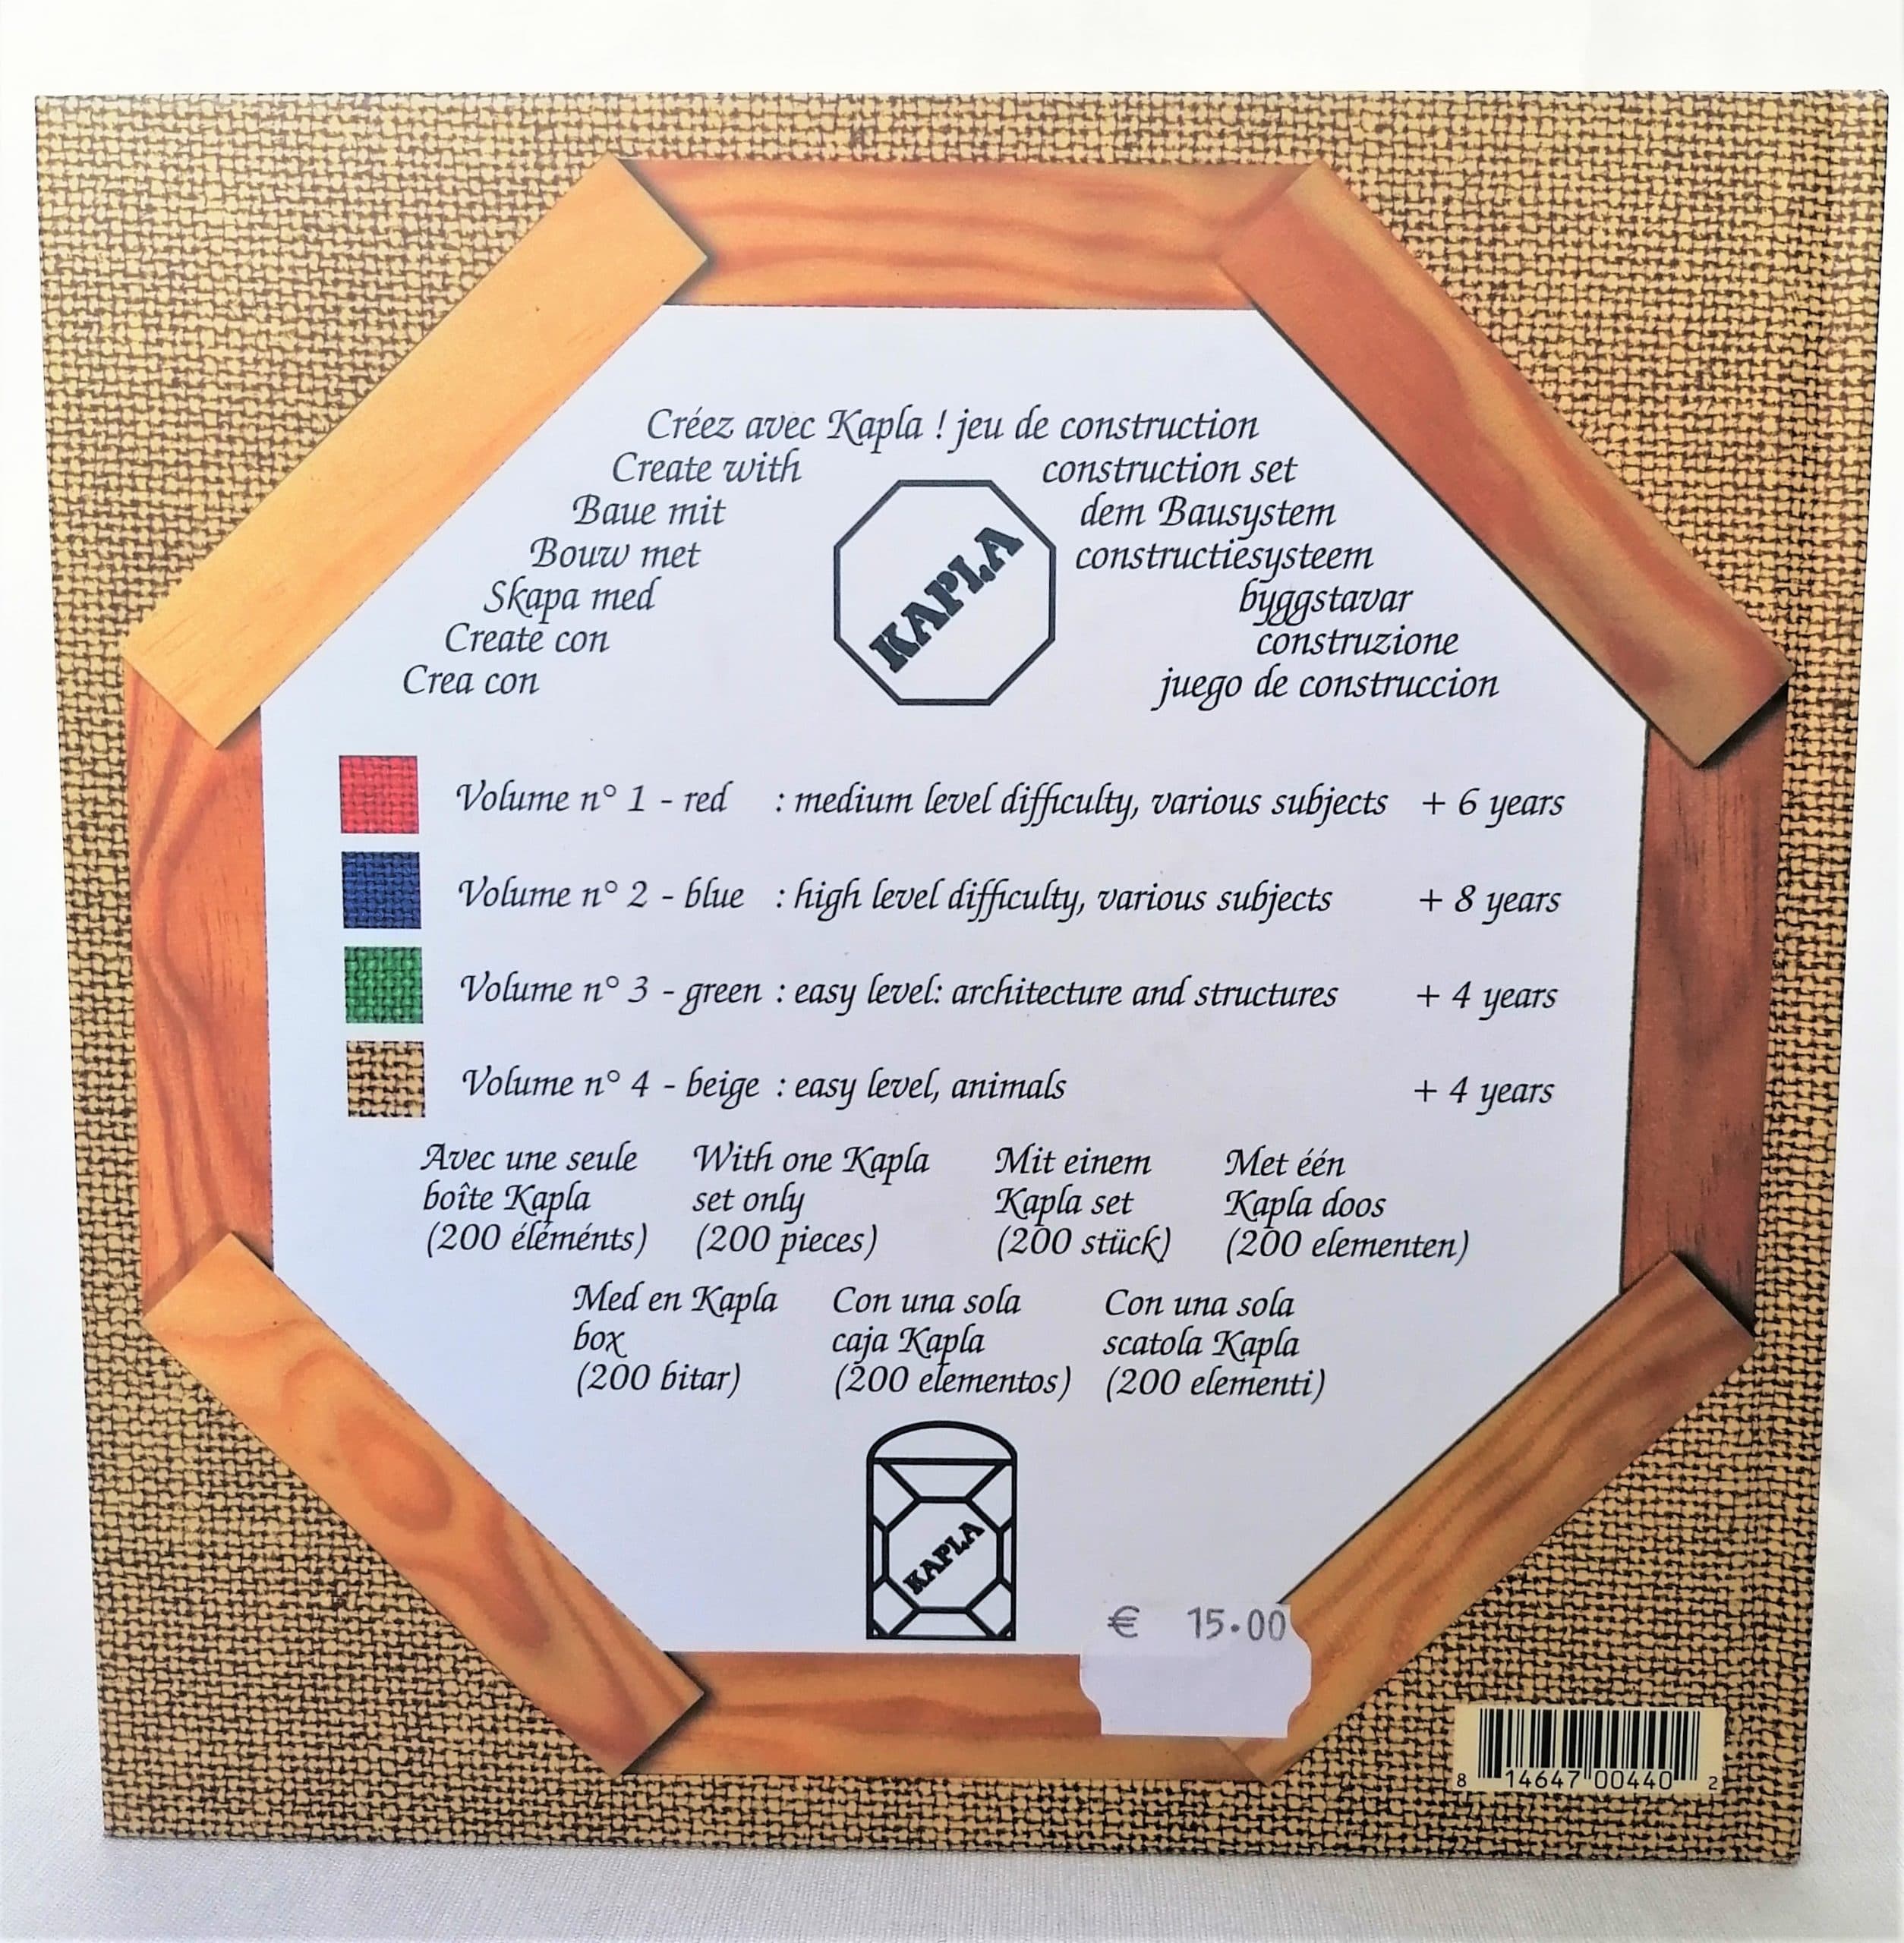 Créez avec Kapla ! jeu de construction
Create with construction set
Baue mit dem Bausystem
Bouw met constructiesysteem
Skapa med byggstavar
Create con construzione
Crea con juego de construccion
KAPLA
Volume n° 1 - red : medium level difficulty, various subjects + 6 years
Volume n° 2 - blue : high level difficulty, various subjects + 8 years
Volume n° 3 - green : easy level: architecture and structures + 4 years
Volume n° 4 - beige : easy level, animals + 4 years
Avec une seule
boîte Kapla
(200 éléménts)
With one Kapla
set only
(200 pieces)
Mit einem
Kapla set
(200 stück)
Met één
Kapla doos
(200 elementen)
Med en Kapla
box
(200 bitar)
Con una sola
caja Kapla
(200 elementos)
Con una sola
scatola Kapla
(200 elementi)
KAPLA
€ 15.00
8 14647 00440 2